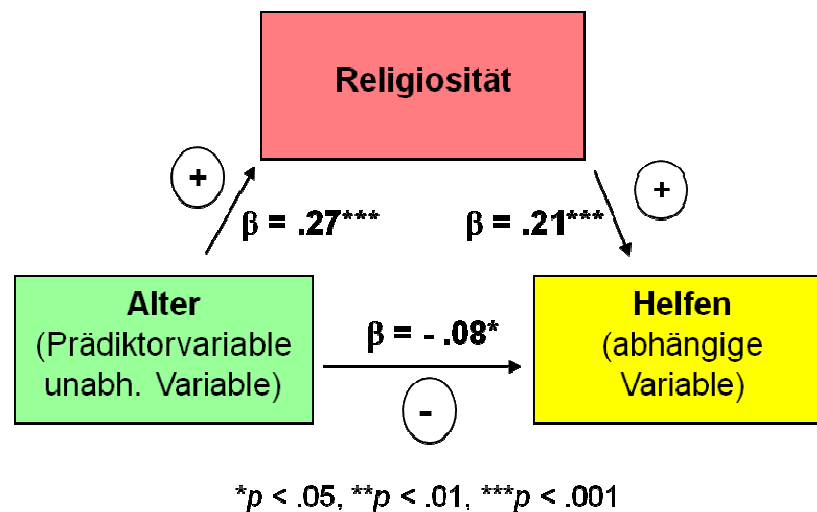 Religiosität
+
+
β = .27***
β = .21***
Alter
(Prädiktorvariable
unabh. Variable)
β = - .08*
-
Helfen
(abhängige
Variable)
*p < .05, **p < .01, ***p < .001